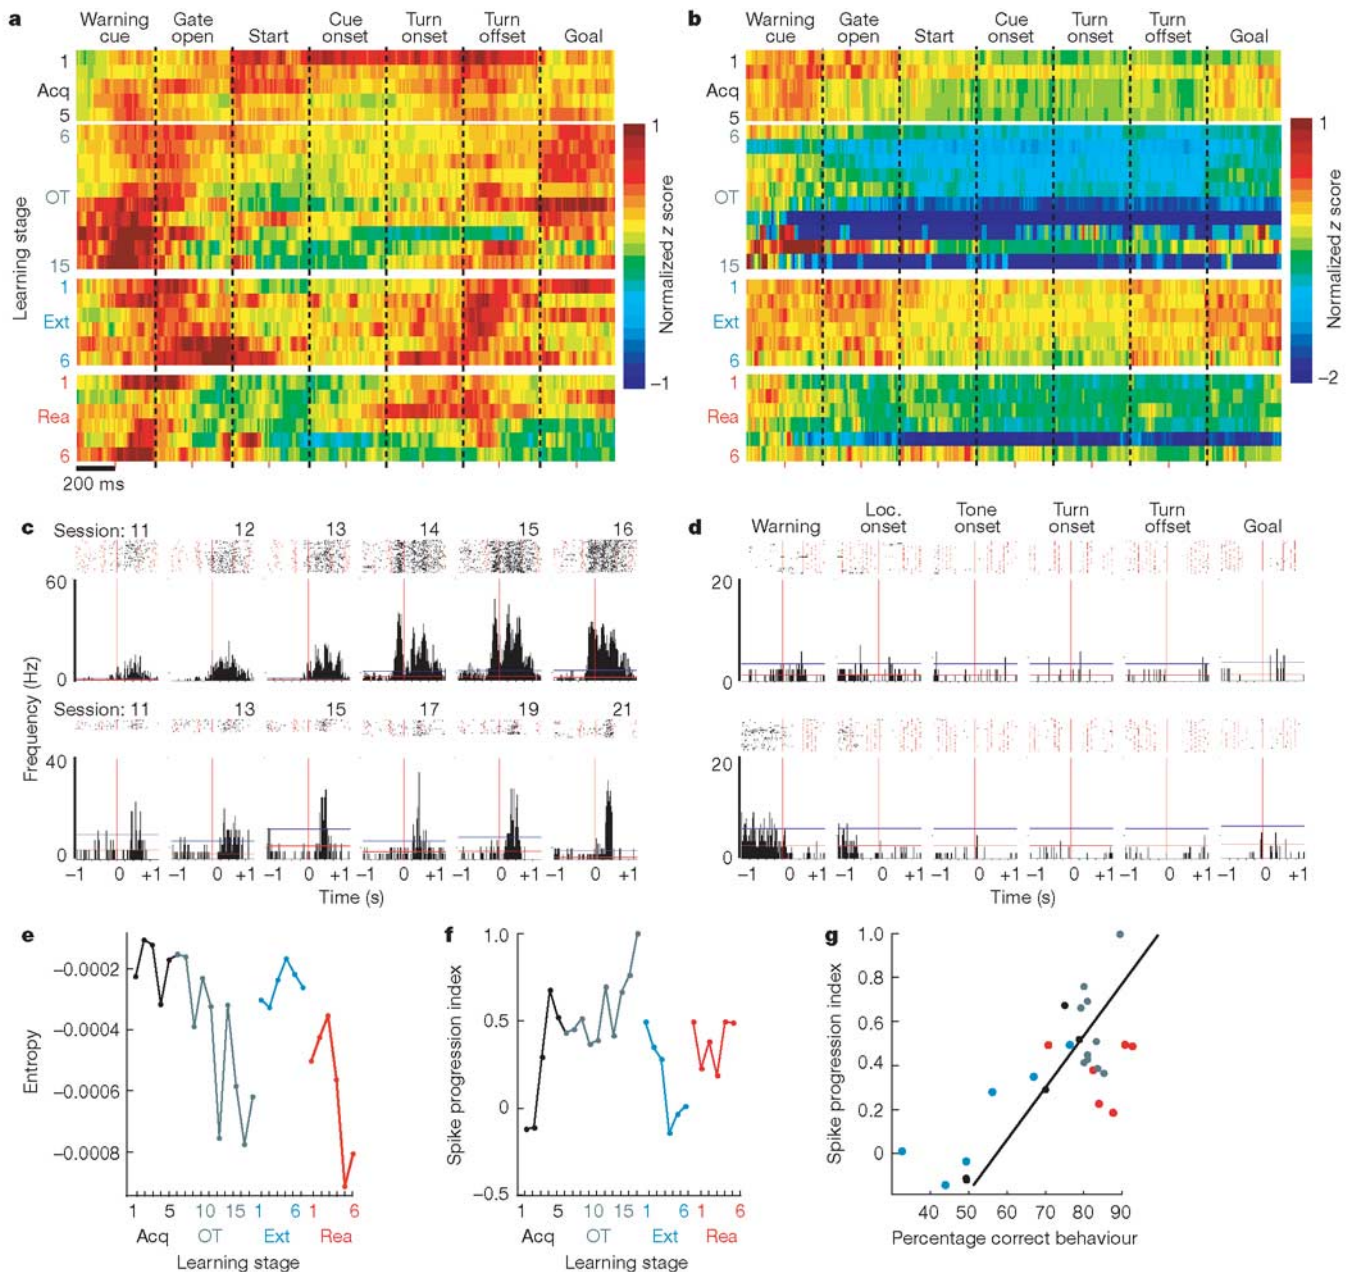 a
Warning cue
Gate open
Start
Cue onset
Turn onset
Turn offset
Goal
Learning stage
1
Acq
5
6
OT
15
1
Ext
6
1
Rea
6
200 ms
1
Normalized z score
−1
b
Warning cue
Gate open
Start
Cue onset
Turn onset
Turn offset
Goal
1
Acq
5
6
OT
15
1
Ext
6
1
Rea
6
1
Normalized z score
−2
c
Session: 11 12 13 14 15 16
60
0
Frequency (Hz)
Session: 11 13 15 17 19 21
40
0
−1 0 +1 −1 0 +1 −1 0 +1 −1 0 +1 −1 0 +1 −1 0 +1
Time (s)
d
Warning
Loc. onset
Tone onset
Turn onset
Turn offset
Goal
20
0
20
0
−1 0 +1 −1 0 +1 −1 0 +1 −1 0 +1 −1 0 +1 −1 0 +1
Time (s)
e
Entropy
−0.0002
−0.0004
−0.0006
−0.0008
1 5 10 15 1 6 1 6
Acq OT Ext Rea
Learning stage
f
Spike progression index
1.0
0.5
0
−0.5
1 5 10 15 1 6 1 6
Acq OT Ext Rea
Learning stage
g
Spike progression index
1.0
0.8
0.6
0.4
0.2
0
40 50 60 70 80 90
Percentage correct behaviour